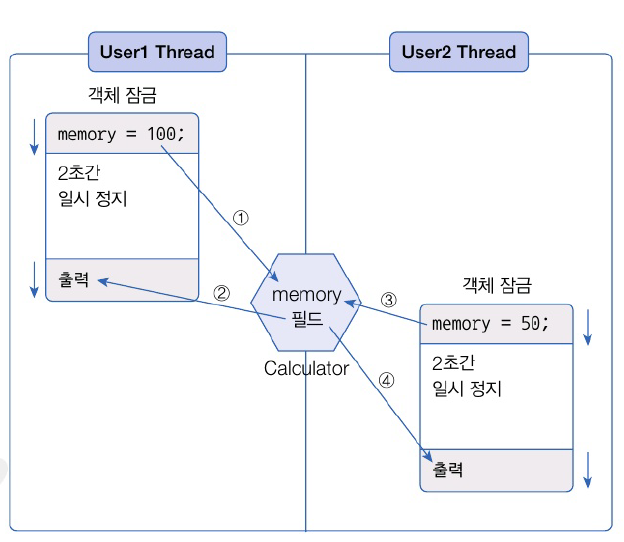 User1 Thread
User2 Thread
객체 잠금
memory = 100;
2초간
일시 정지
①
출력
②
memory
필드
Calculator
③
객체 잠금
memory = 50;
2초간
일시 정지
④
출력